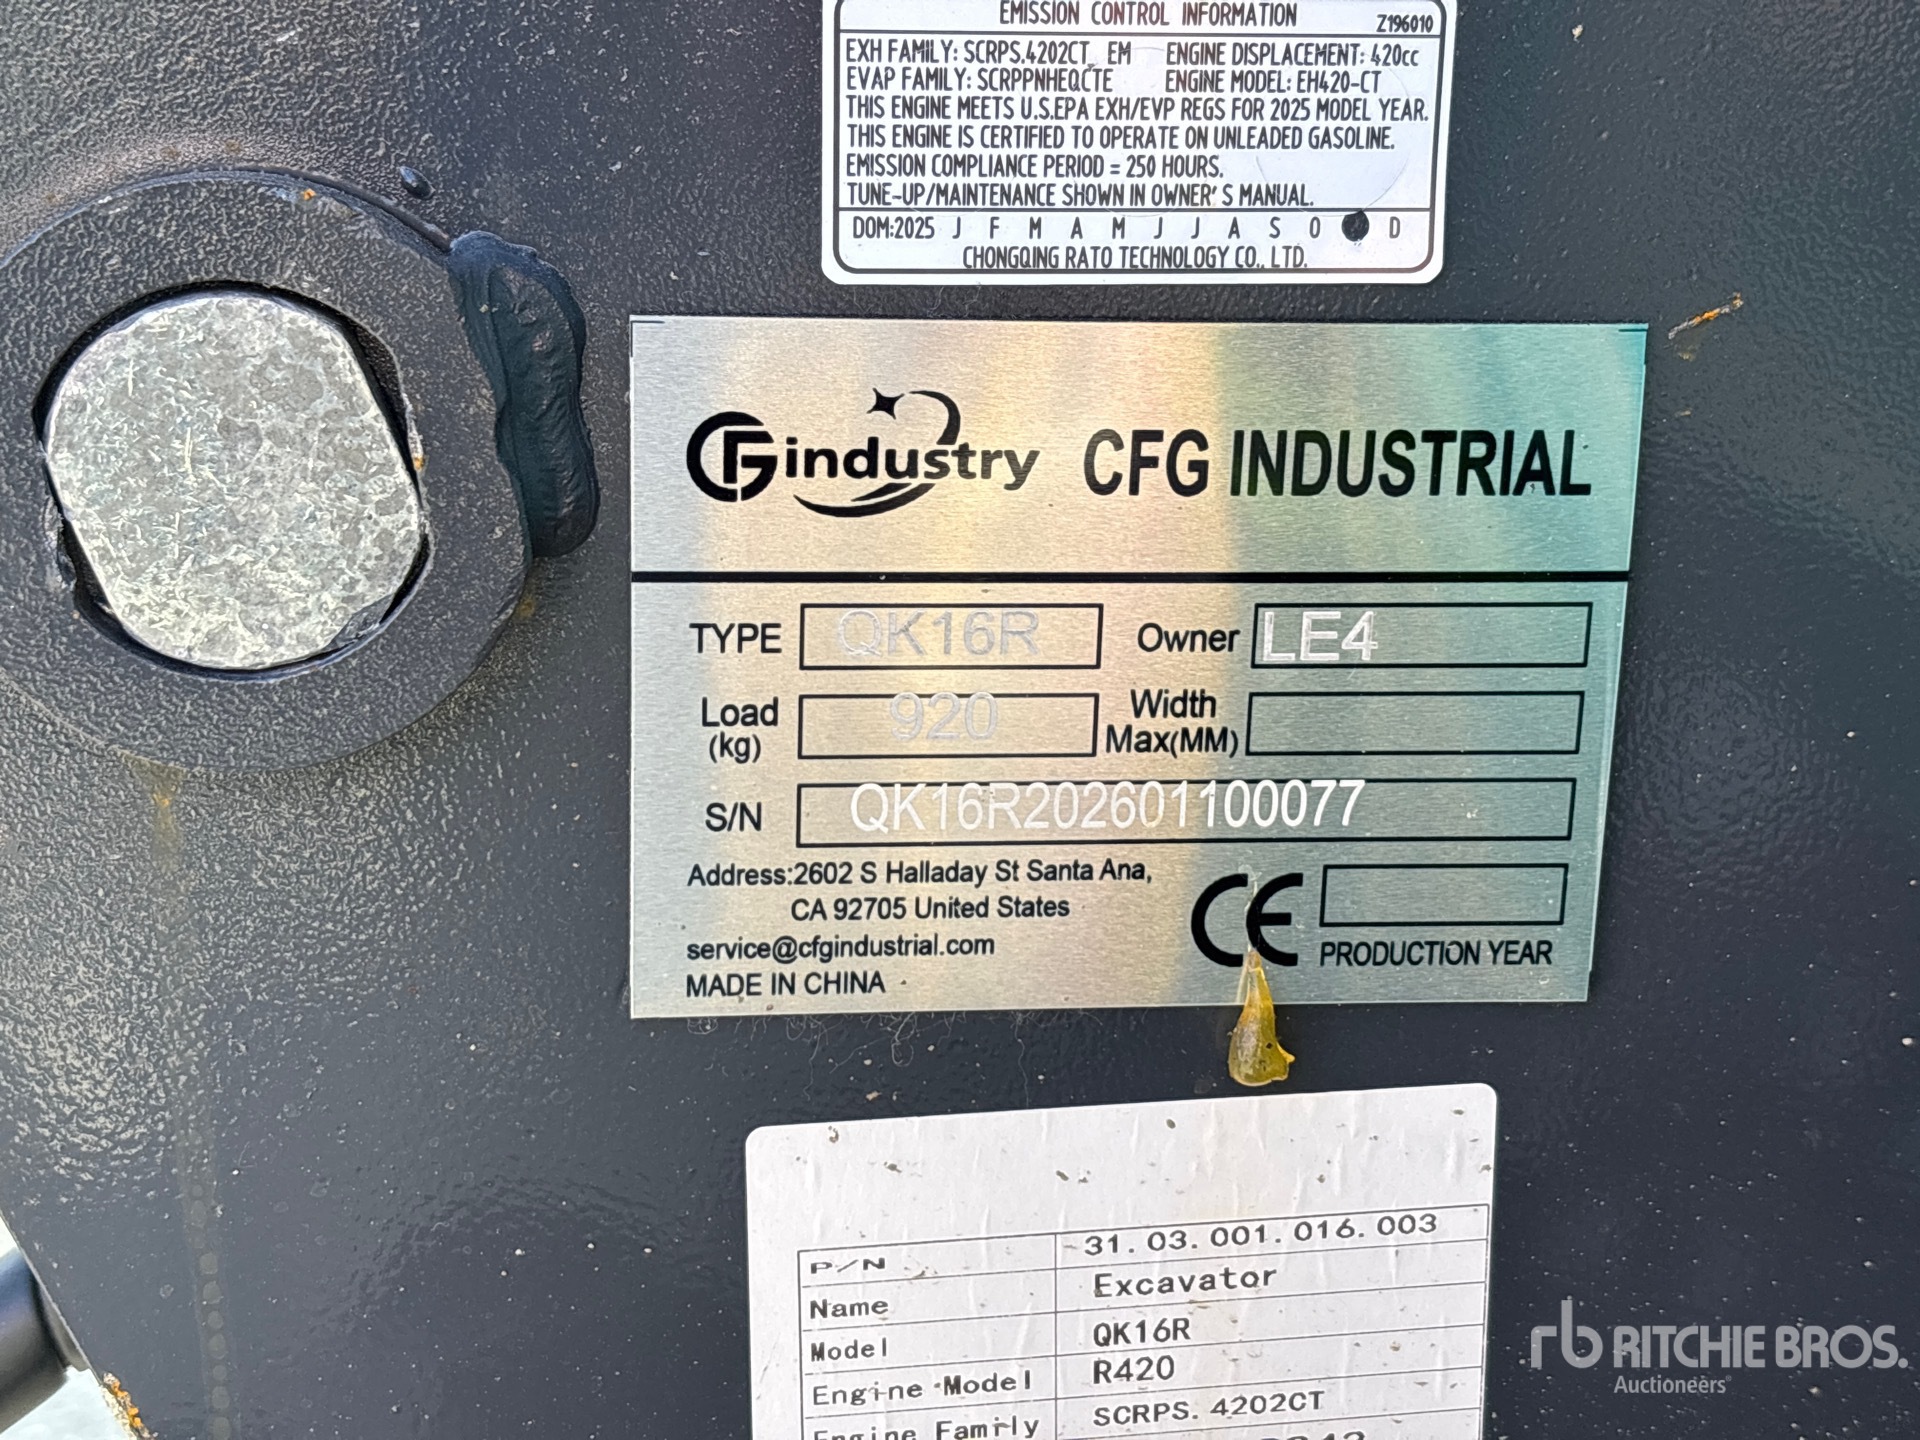 EMISSION CONTROL INFORMATION Z196010
EXH FAMILY: SCRPS.4202CT_EM ENGINE DISPLACEMENT: 420cc
EVAP FAMILY: SCRPPNHEQCTE ENGINE MODEL: EH420-CT
THIS ENGINE MEETS U.S.EPA EXH/EVP REGS FOR 2025 MODEL YEAR.
THIS ENGINE IS CERTIFIED TO OPERATE ON UNLEADED GASOLINE.
EMISSION COMPLIANCE PERIOD = 250 HOURS.
TUNE-UP/MAINTENANCE SHOWN IN OWNER'S MANUAL.
DOM:2025 J F M A M J J A S O D
CHONGQING RATO TECHNOLOGY CO., LTD.
CFGindustry CFG INDUSTRIAL
TYPE QK16R Owner LE4
Load (kg) 920 Width Max(MM)
S/N QK16R202601100077
Address:2602 S Halladay St Santa Ana,
CA 92705 United States
service@cfgindustrial.com
MADE IN CHINA
CE PRODUCTION YEAR
P/N 31.03.001.016.003
Name Excavator
Model QK16R
Engine Model R420
Engine Family SCRPS.4202CT
rb RITCHIE BROS.
Auctioneers